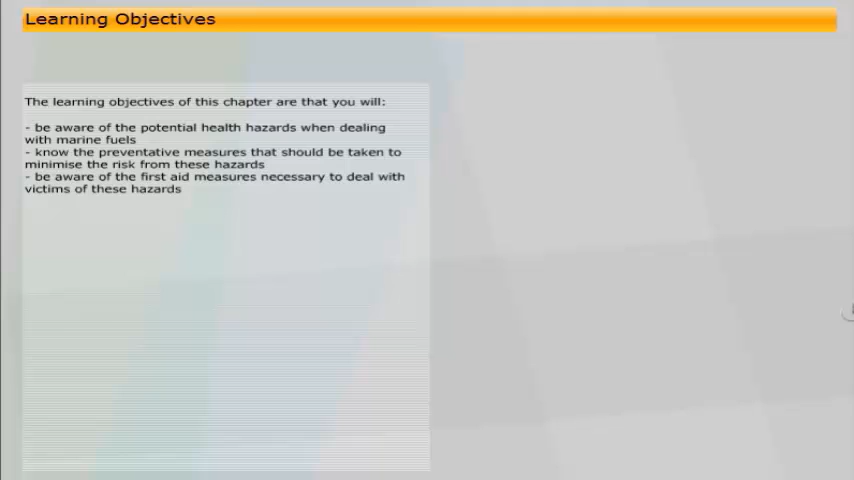 Learning Objectives
The learning objectives of this chapter are that you will:
- be aware of the potential health hazards when dealing
with marine fuels
- know the preventative measures that should be taken to
minimise the risk from these hazards
- be aware of the first aid measures necessary to deal with
victims of these hazards